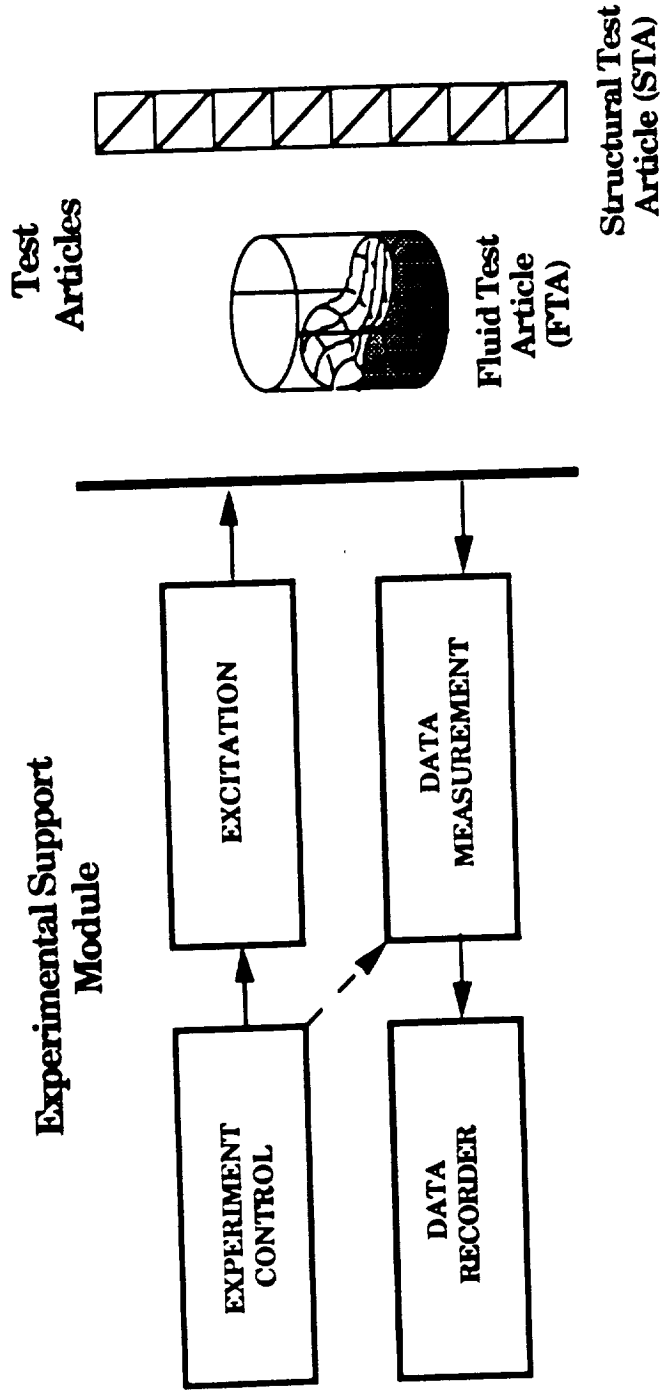 Experimental Support
Module
Test
Articles
EXPERIMENT
CONTROL
EXCITATION
DATA
RECORDER
DATA
MEASUREMENT
Fluid Test
Article
(FTA)
Structural Test
Article (STA)